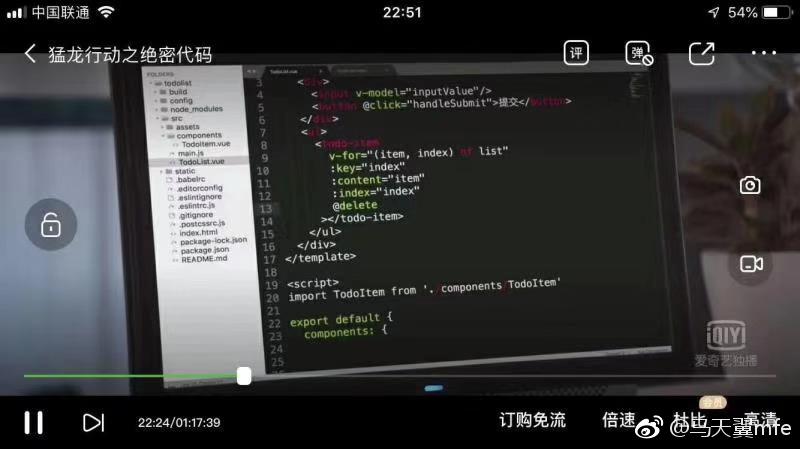 中国联通
22:51
54%
猛龙行动之绝密代码
评
弹
FOLDERS
todolist
build
config
node_modules
src
assets
components
TodoItem.vue
main.js
TodoList.vue
static
.babelrc
.editorconfig
.eslintignore
.eslintrc.js
.gitignore
.postcssrc.js
index.html
package-lock.json
package.json
README.md
TodoList.vue
3 <div>
4 <input v-model="inputValue"/>
5 <button @click="handleSubmit">提交</button>
6 </div>
7 <ul>
8 <todo-item
9 v-for="(item, index) of list"
10 :key="index"
11 :content="item"
12 :index="index"
13 @delete
14 ></todo-item>
15 </ul>
16 </div>
17 </template>
18
19 <script>
20 import TodoItem from './components/TodoItem'
21
22 export default {
23 components: {
24
25
iQIYI
爱奇艺独播
22:24/01:17:39
订购免流
倍速
会员
杜比
高清
@马天翼mfe